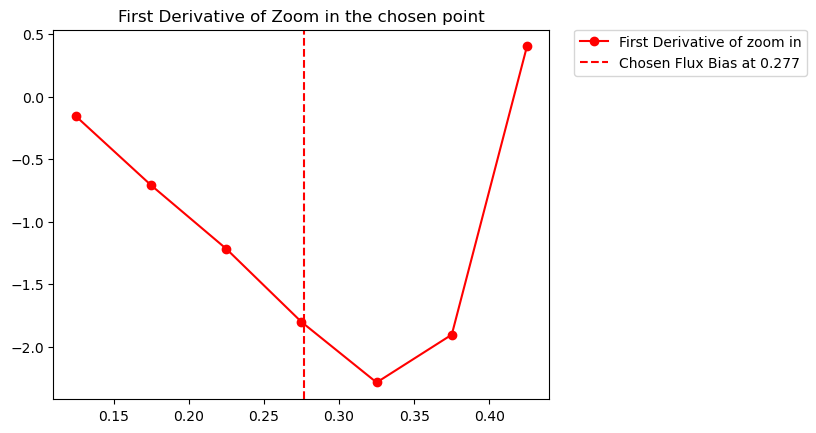 First Derivative of Zoom in the chosen point
First Derivative of zoom in
Chosen Flux Bias at 0.277
0.5
0.0
−0.5
−1.0
−1.5
−2.0
0.15 0.20 0.25 0.30 0.35 0.40